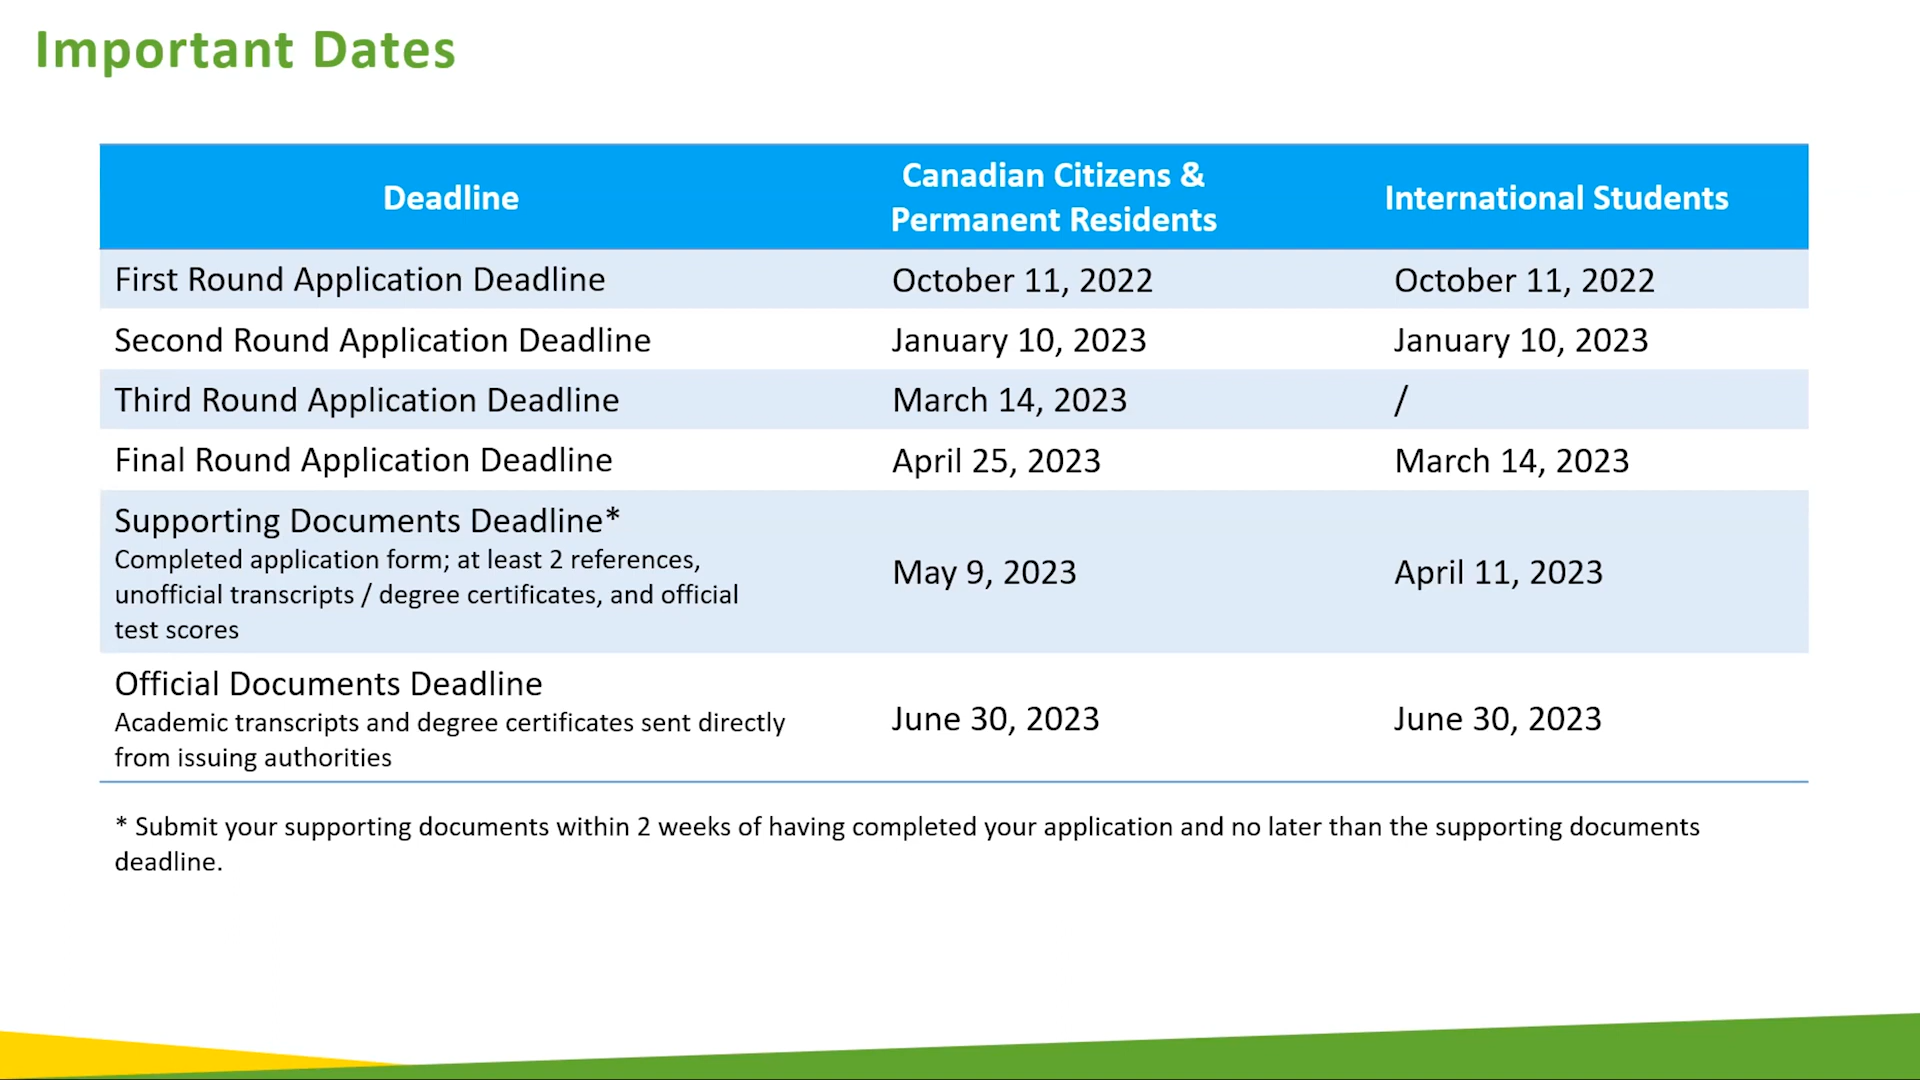 Important Dates
Deadline
Canadian Citizens &
Permanent Residents
International Students
First Round Application Deadline October 11, 2022 October 11, 2022
Second Round Application Deadline January 10, 2023 January 10, 2023
Third Round Application Deadline March 14, 2023 /
Final Round Application Deadline April 25, 2023 March 14, 2023
Supporting Documents Deadline*
Completed application form; at least 2 references,
unofficial transcripts / degree certificates, and official
test scores
May 9, 2023 April 11, 2023
Official Documents Deadline
Academic transcripts and degree certificates sent directly
from issuing authorities
June 30, 2023 June 30, 2023
* Submit your supporting documents within 2 weeks of having completed your application and no later than the supporting documents
deadline.